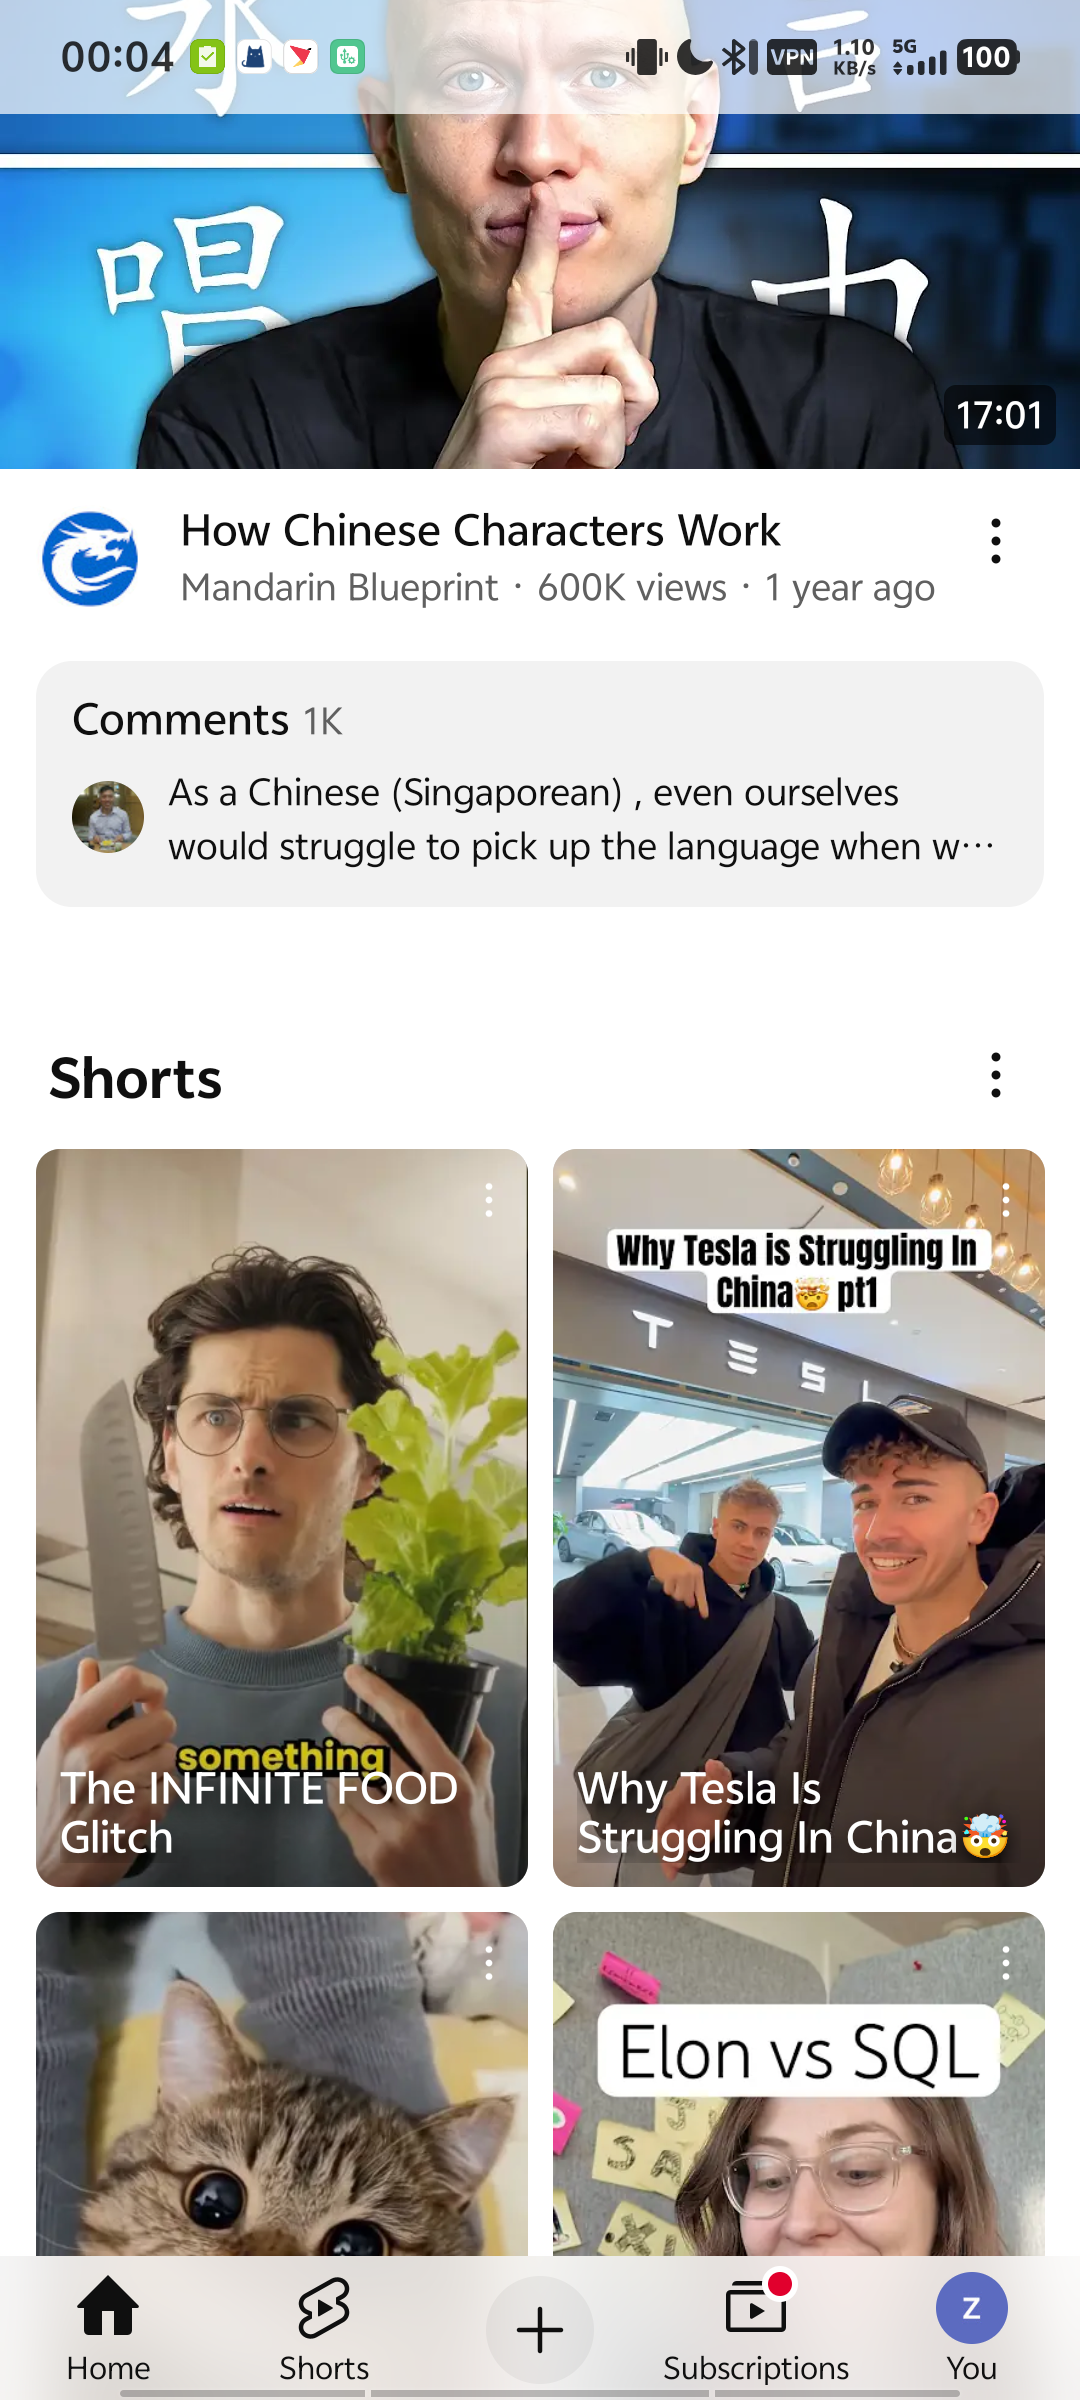 00:04
VPN
1.10
KB/s
5G
100
永
言
唱
中
17:01
How Chinese Characters Work
Mandarin Blueprint · 600K views · 1 year ago
Comments 1K
As a Chinese (Singaporean) , even ourselves
would struggle to pick up the language when w···
Shorts
something
The INFINITE FOOD
Glitch
Why Tesla is Struggling In
China🤯 pt1
TESL
Why Tesla Is
Struggling In China🤯
Elon vs SQL
SA
Home
Shorts
Subscriptions
Z
You